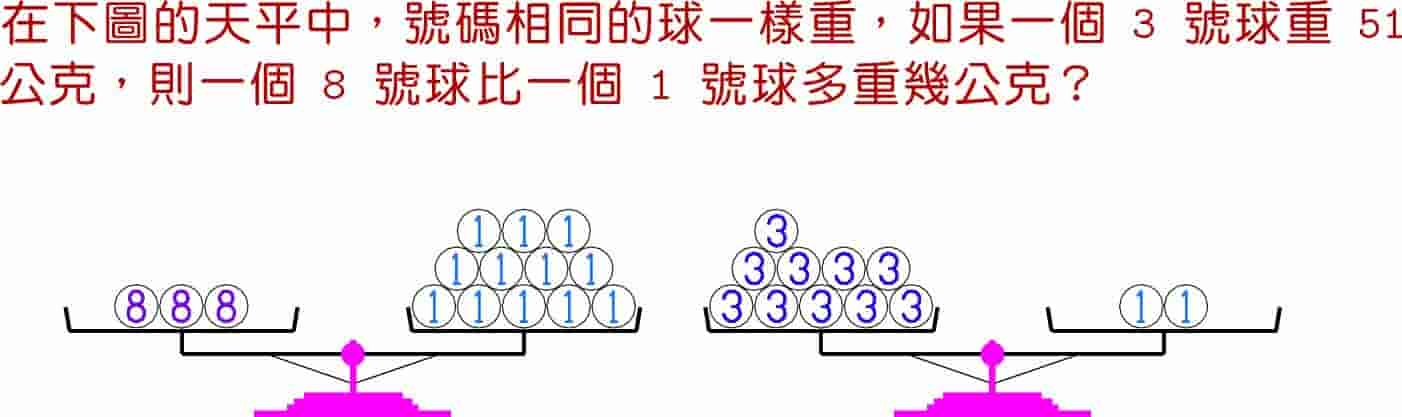 在下圖的天平中，號碼相同的球一樣重，如果一個 3 號球重 51
公克，則一個 8 號球比一個 1 號球多重幾公克？
1 1 1 3
1 1 1 1 3 3 3 3
8 8 8 1 1 1 1 1 3 3 3 3 3 1 1